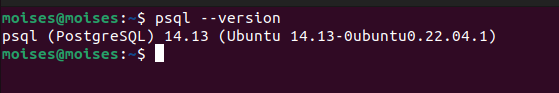 moises@moises:~$ psql --version
psql (PostgreSQL) 14.13 (Ubuntu 14.13-0ubuntu0.22.04.1)
moises@moises:~$